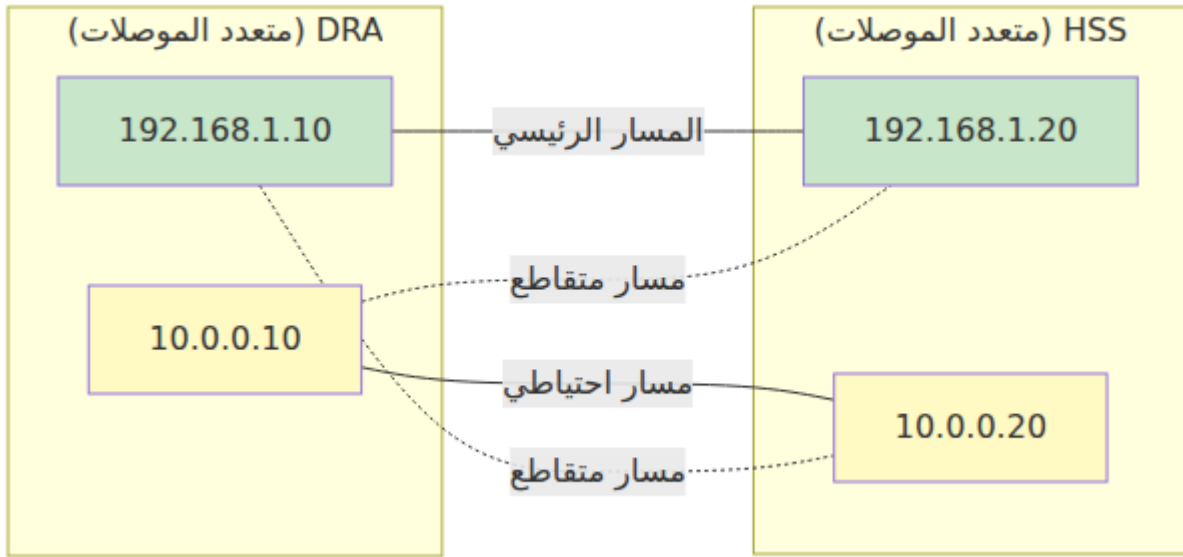 DRA (متعدد الموصلات)
HSS (متعدد الموصلات)
192.168.1.10
المسار الرئيسي
192.168.1.20
مسار متقاطع
10.0.0.10
مسار احتياطي
10.0.0.20
مسار متقاطع